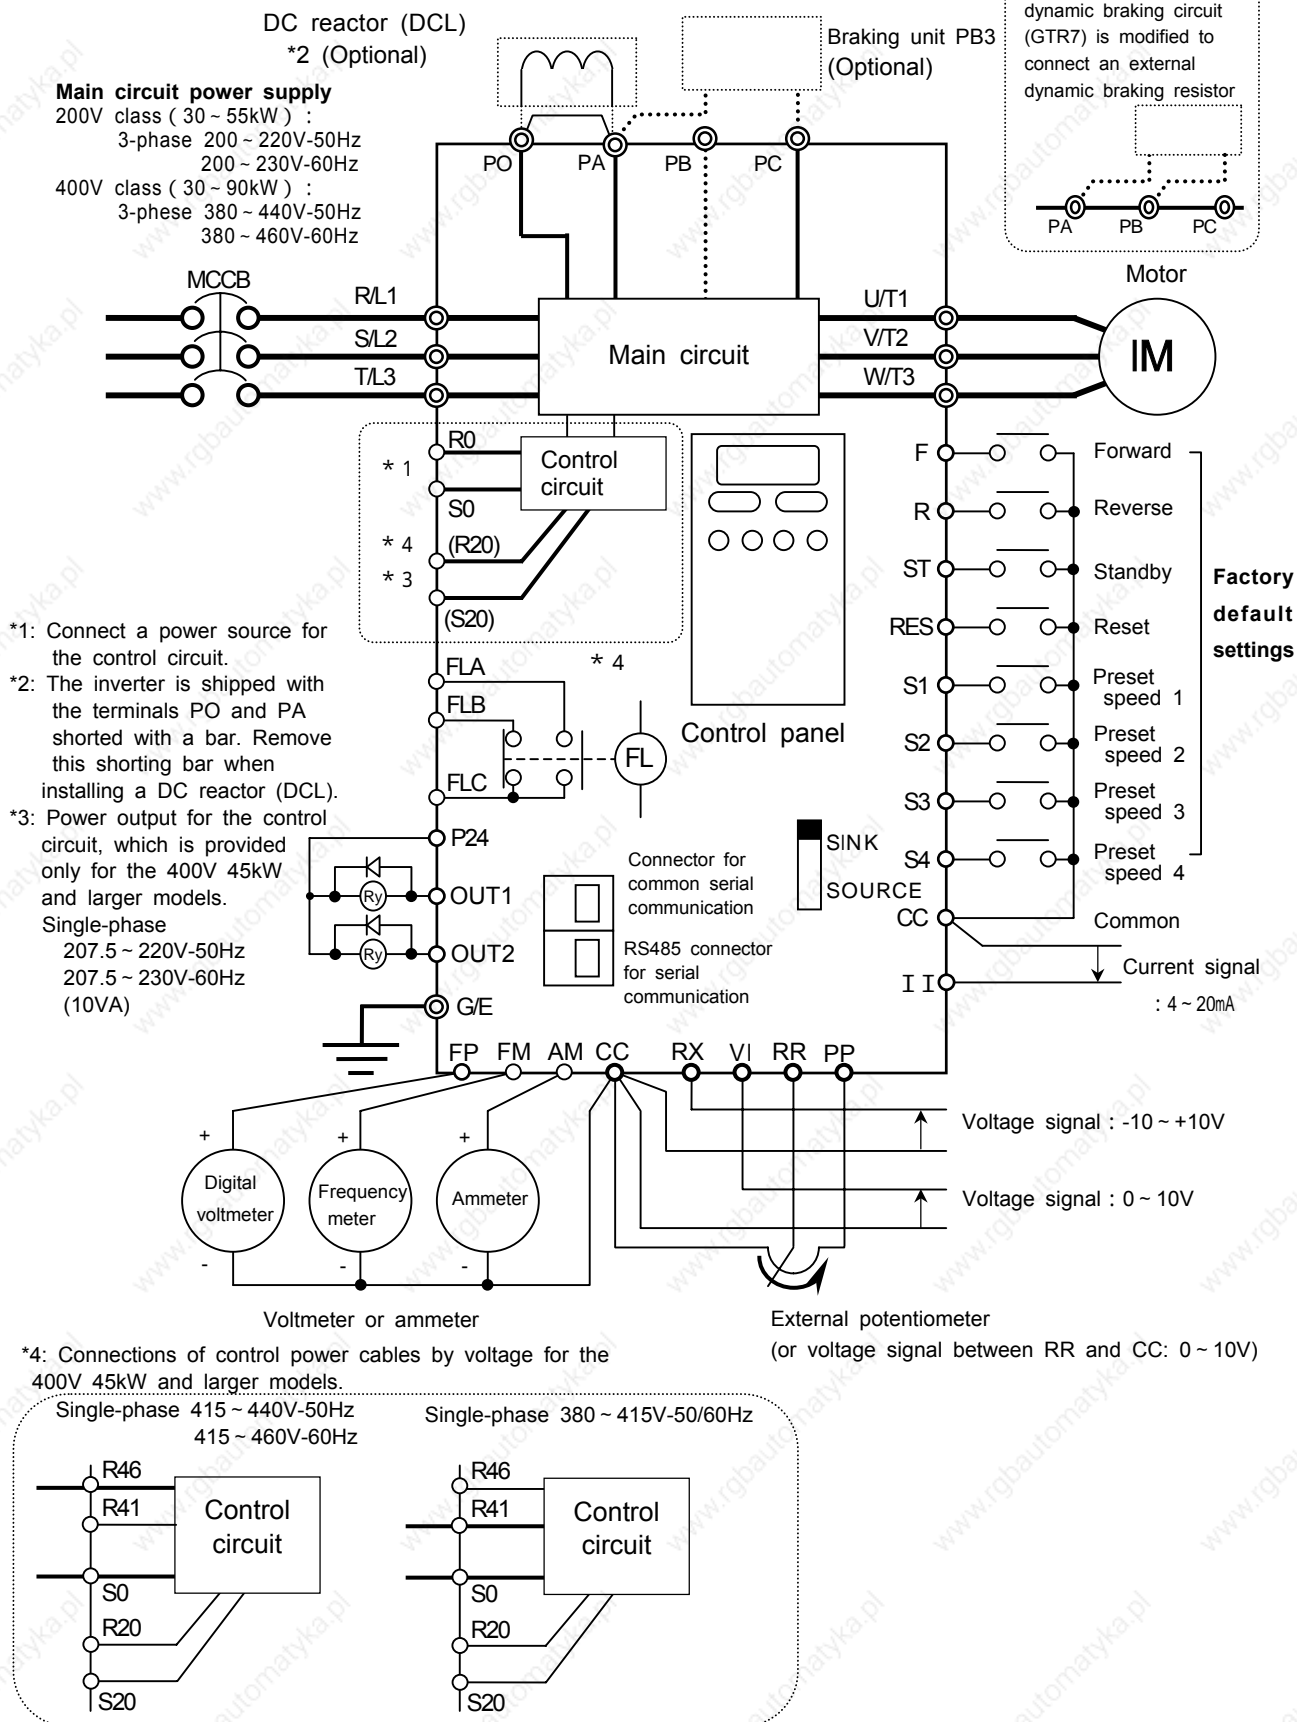 DC reactor (DCL)
*2 (Optional)
Braking unit PB3
(Optional)
dynamic braking circuit
(GTR7) is modified to
connect an external
dynamic braking resistor
PA PB PC
Main circuit power supply
200V class ( 30 ~ 55kW ) :
3-phase 200 ~ 220V-50Hz
200 ~ 230V-60Hz
400V class ( 30 ~ 90kW ) :
3-phese 380 ~ 440V-50Hz
380 ~ 460V-60Hz
PO PA PB PC
MCCB
R/L1
S/L2
T/L3
Main circuit
U/T1
V/T2
W/T3
Motor
IM
R0
* 1
S0
Control
circuit
* 4
(R20)
* 3
(S20)
* 4
Control panel
F Forward
R Reverse
ST Standby
RES Reset
S1 Preset
speed 1
S2 Preset
speed 2
S3 Preset
speed 3
S4 Preset
speed 4
Factory
default
settings
CC Common
II Current signal
: 4 ~ 20mA
*1: Connect a power source for
the control circuit.
*2: The inverter is shipped with
the terminals PO and PA
shorted with a bar. Remove
this shorting bar when
installing a DC reactor (DCL).
*3: Power output for the control
circuit, which is provided
only for the 400V 45kW
and larger models.
Single-phase
207.5 ~ 220V-50Hz
207.5 ~ 230V-60Hz
(10VA)
FLA
FLB
FLC
FL
P24
Ry
OUT1
Ry
OUT2
G/E
Connector for
common serial
communication
RS485 connector
for serial
communication
SINK
SOURCE
FP FM AM CC RX VI RR PP
+ + +
Digital
voltmeter
Frequency
meter
Ammeter
- - -
Voltage signal : -10 ~ +10V
Voltage signal : 0 ~ 10V
Voltmeter or ammeter
External potentiometer
(or voltage signal between RR and CC: 0 ~ 10V)
*4: Connections of control power cables by voltage for the
400V 45kW and larger models.
Single-phase 415 ~ 440V-50Hz
415 ~ 460V-60Hz
R46
R41
Control
circuit
S0
R20
S20
Single-phase 380 ~ 415V-50/60Hz
R46
R41
Control
circuit
S0
R20
S20
www.rgbautomatyka.pl